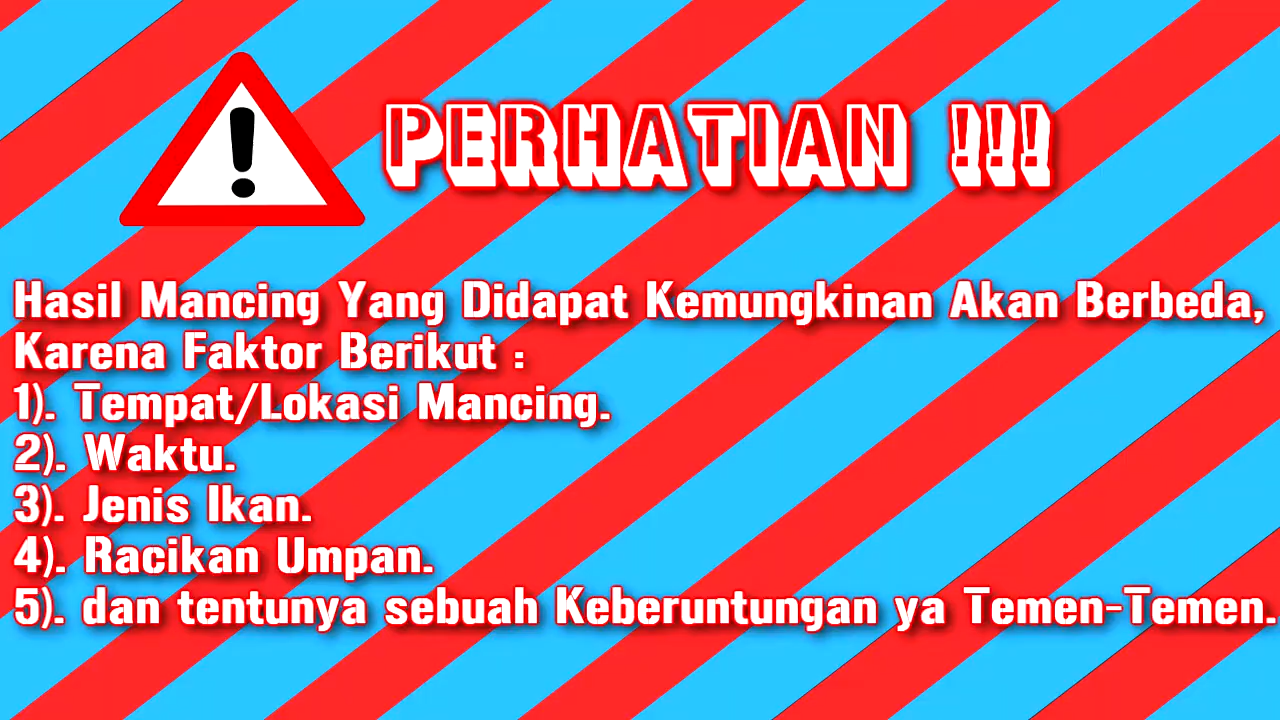 PERHATIAN !!!
Hasil Mancing Yang Didapat Kemungkinan Akan Berbeda,
Karena Faktor Berikut :
1). Tempat/Lokasi Mancing.
2). Waktu.
3). Jenis Ikan.
4). Racikan Umpan.
5). dan tentunya sebuah Keberuntungan ya Temen-Temen.